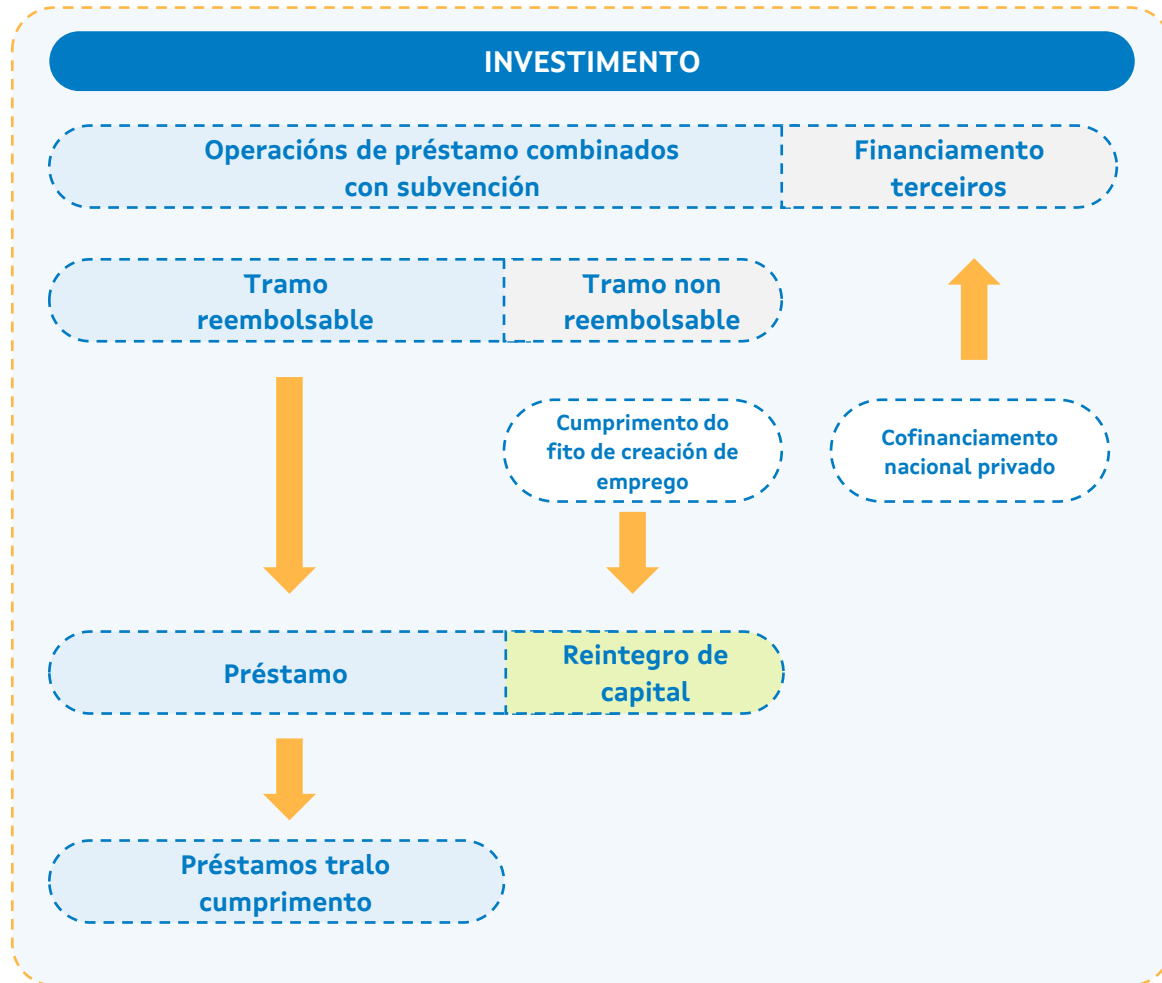 INVESTIMENTO
Operacións de préstamo combinados
con subvención
Financiamento
terceiros
Tramo
reembolsable
Tramo non
reembolsable
Cumprimento do
fito de creación de
emprego
Cofinanciamento
nacional privado
Préstamo
Reintegro de
capital
Préstamos tralo
cumprimento